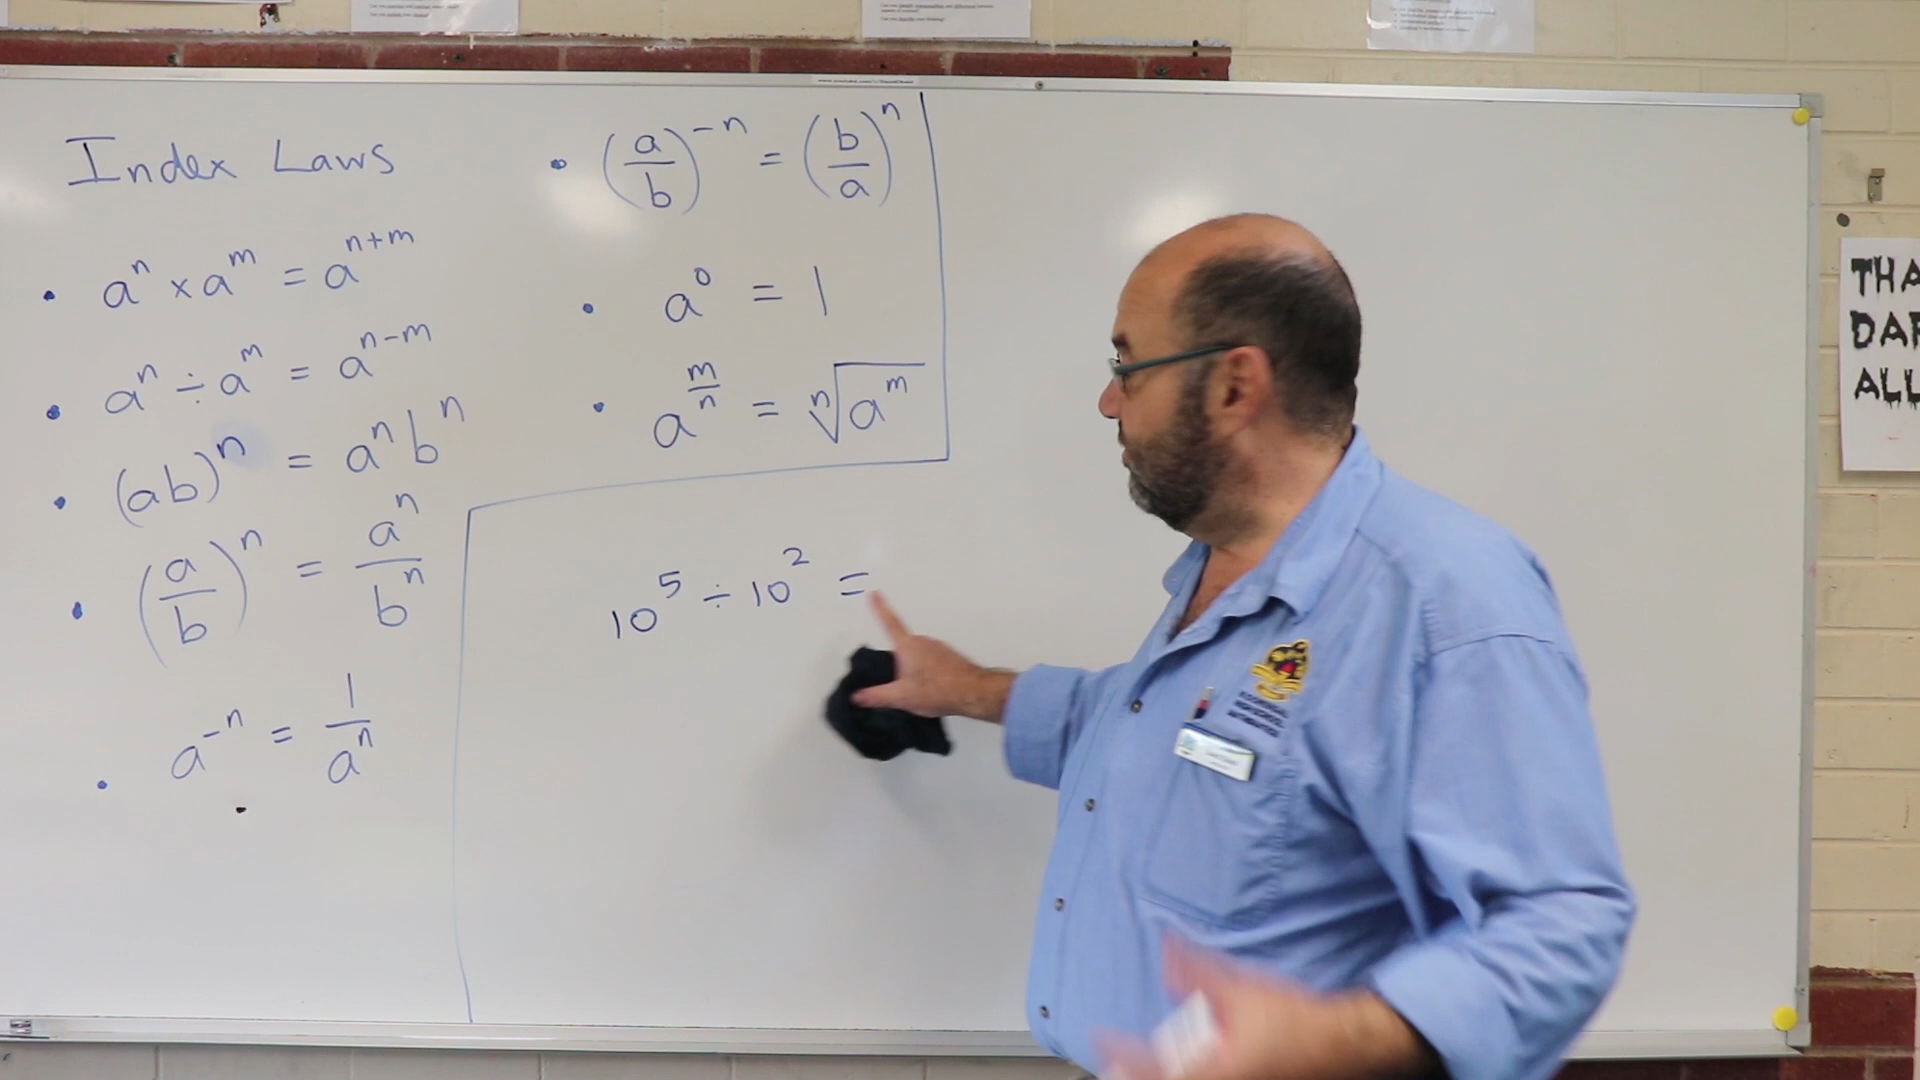 Index Laws
aⁿ × aᵐ = aⁿ⁺ᵐ
aⁿ ÷ aᵐ = aⁿ⁻ᵐ
(ab)ⁿ = aⁿbⁿ
(a/b)ⁿ = aⁿ/bⁿ
a⁻ⁿ = 1/aⁿ
(a/b)⁻ⁿ = (b/a)ⁿ
a⁰ = 1
a^(m/n) = ⁿ√aᵐ
10⁵ ÷ 10² =
THA
DAR
ALL